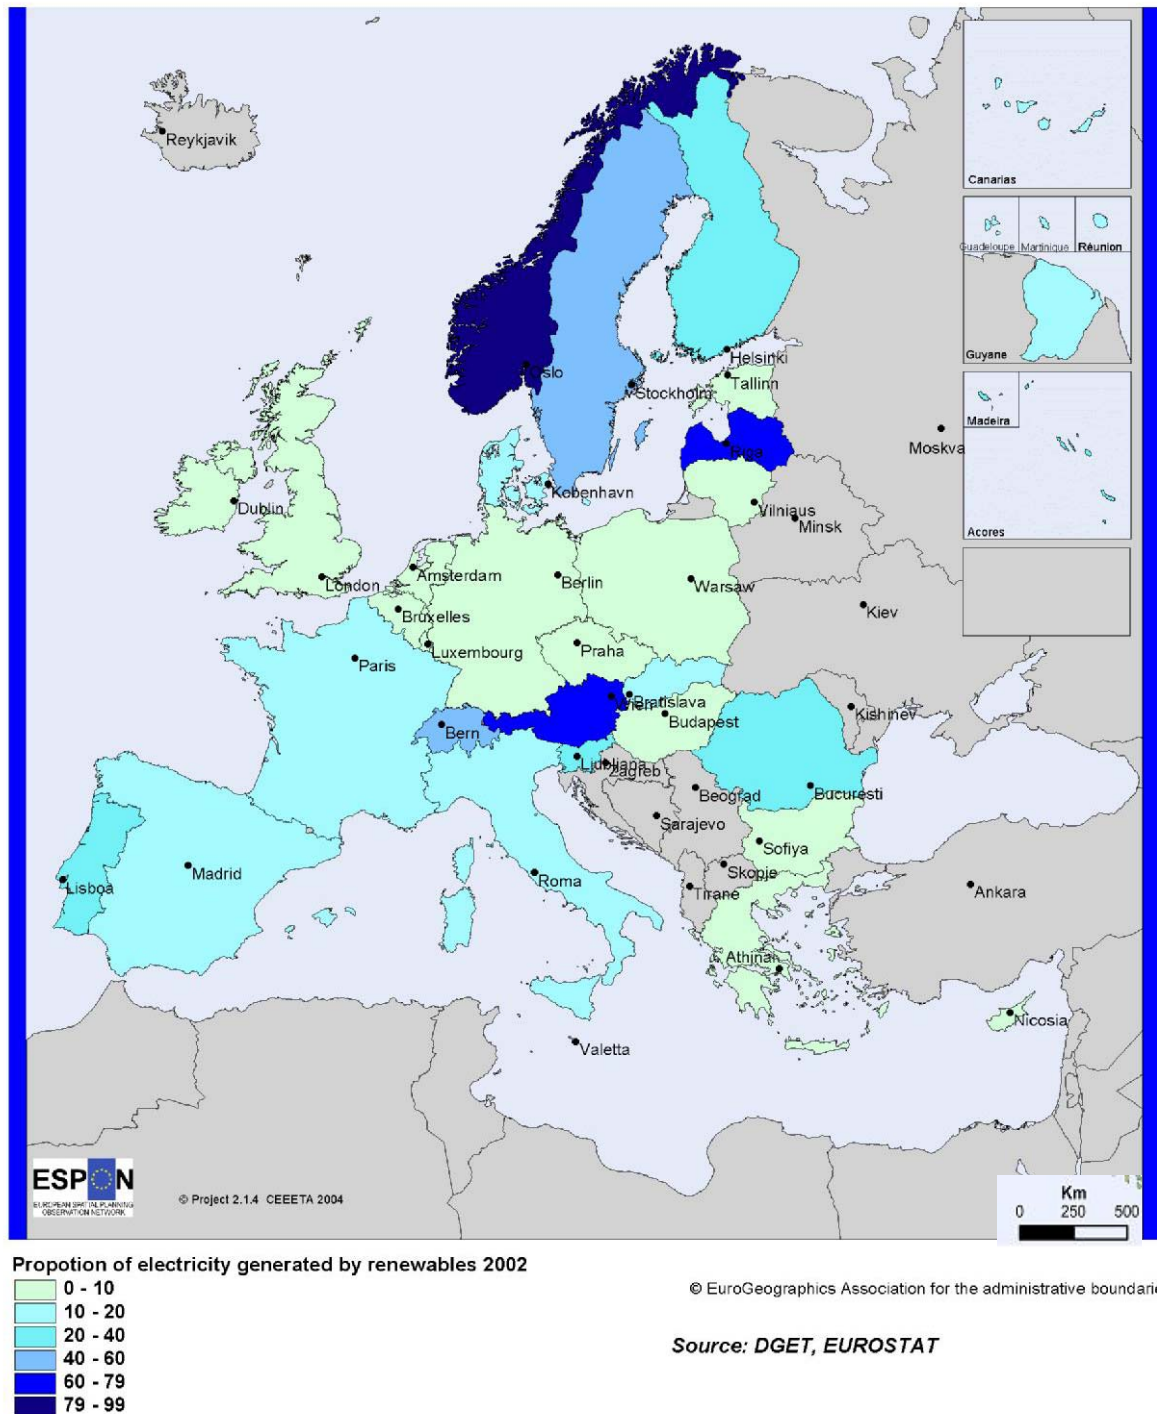 Reykjavik
Canarias
Guadeloupe
Martinique
Réunion
Guyane
Oslo
Helsinki
Stockholm
Tallinn
Madeira
Moskva
Riga
Kobenhavn
Dublin
Vilniaus
Minsk
Acores
Amsterdam
London
Berlin
Warsaw
Kiev
Bruxelles
Luxembourg
Praha
Paris
Wien
Bratislava
Budapest
Kishinev
Bern
Ljubljana
Zagreb
Beograd
Bucuresti
Sarajevo
Sofiya
Lisboa
Madrid
Roma
Skopje
Tirane
Ankara
Athinai
Nicosia
Valetta
ESPON
EUROPEAN SPATIAL PLANNING
OBSERVATION NETWORK
© Project 2.1.4 CEEETA 2004
Km
0 250 500
Propotion of electricity generated by renewables 2002
0 - 10
10 - 20
20 - 40
40 - 60
60 - 79
79 - 99
© EuroGeographics Association for the administrative boundari
Source: DGET, EUROSTAT